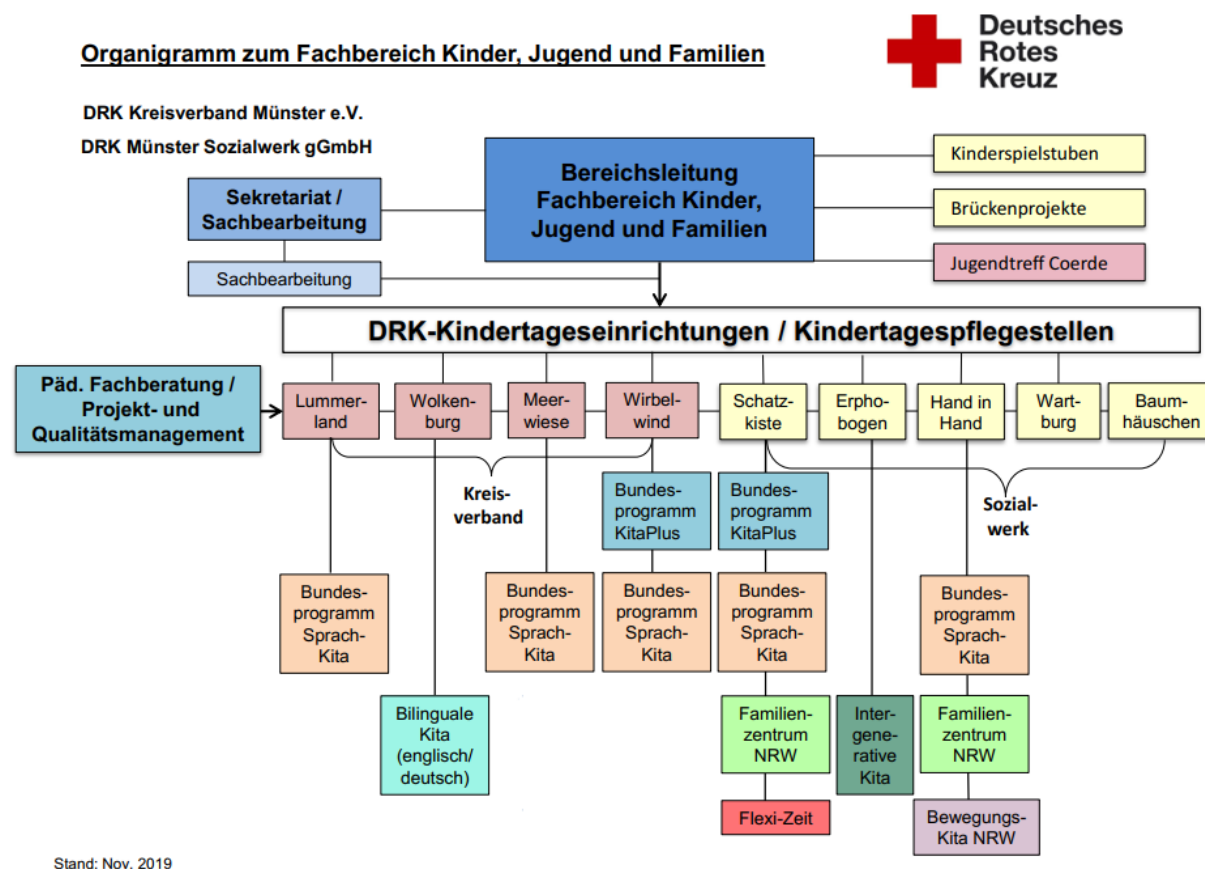 Organigramm zum Fachbereich Kinder, Jugend und Familien
Deutsches
Rotes
Kreuz
DRK Kreisverband Münster e.V.
DRK Münster Sozialwerk gGmbH
Bereichsleitung
Fachbereich Kinder,
Jugend und Familien
Kinderspielstuben
Brückenprojekte
Jugendtreff Coerde
Sekretariat /
Sachbearbeitung
Sachbearbeitung
DRK-Kindertageseinrichtungen / Kindertagespflegestellen
Päd. Fachberatung /
Projekt- und
Qualitätsmanagement
Lummer-
land
Wolken-
burg
Meer-
wiese
Wirbel-
wind
Schatz-
kiste
Erpho-
bogen
Hand in
Hand
Wart-
burg
Baum-
häuschen
Kreis-
verband
Sozial-
werk
Bundes-
programm
KitaPlus
Bundes-
programm
KitaPlus
Bundes-
programm
Sprach-
Kita
Bundes-
programm
Sprach-
Kita
Bundes-
programm
Sprach-
Kita
Bundes-
programm
Sprach-
Kita
Bundes-
programm
Sprach-
Kita
Bilinguale
Kita
(englisch/
deutsch)
Familien-
zentrum
NRW
Inter-
gene-
rative
Kita
Familien-
zentrum
NRW
Flexi-Zeit
Bewegungs-
Kita NRW
Stand: Nov. 2019